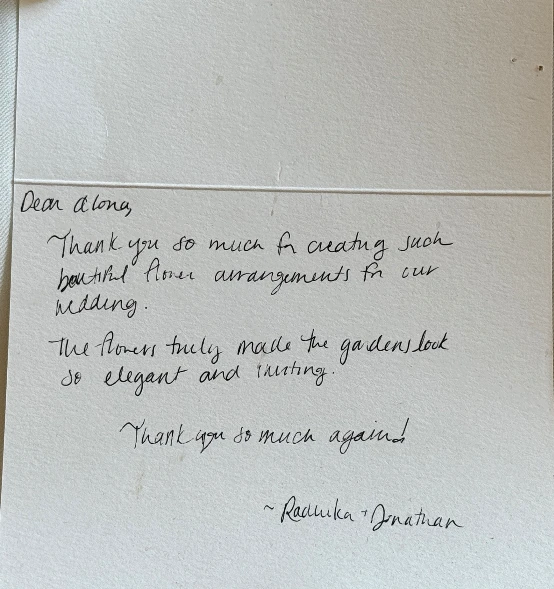 Dear Alona,
Thank you so much for creating such
beautiful flower arrangements for our
wedding.
The flowers truly made the gardens look
so elegant and inviting.
Thank you so much again!
~ Radhika + Jonathan